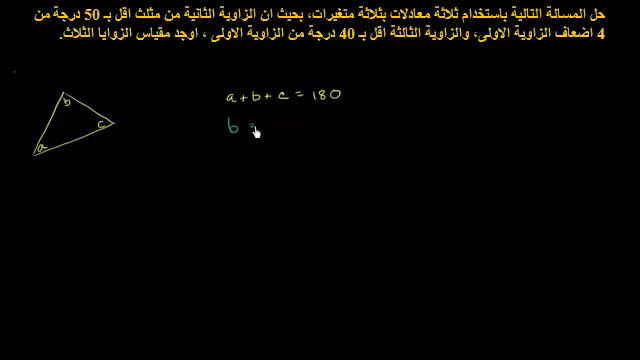 حل المسالة التالية باستخدام ثلاثة معادلات بثلاثة متغيرات، بحيث ان الزاوية الثانية من مثلث اقل بـ 50 درجة من
4 اضعاف الزاوية الاولى، والزاوية الثالثة اقل بـ 40 درجة من الزاوية الاولى ، اوجد مقياس الزوايا الثلاث.
a + b + c = 180
b =
b
c
a